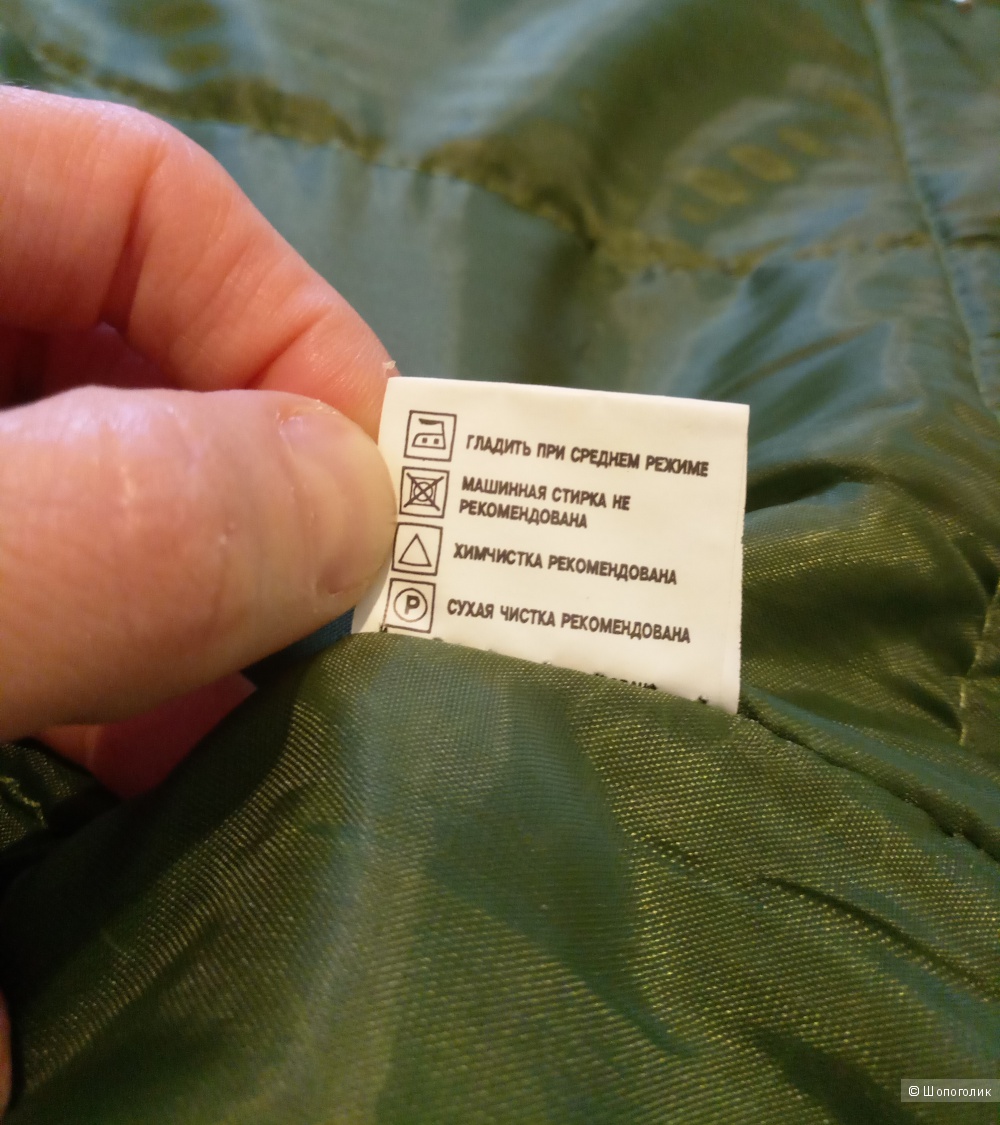 ГЛАДИТЬ ПРИ СРЕДНЕМ РЕЖИМЕ
МАШИННАЯ СТИРКА НЕ
РЕКОМЕНДОВАНА
ХИМЧИСТКА РЕКОМЕНДОВАНА
P СУХАЯ ЧИСТКА РЕКОМЕНДОВАНА
© Шопоголик